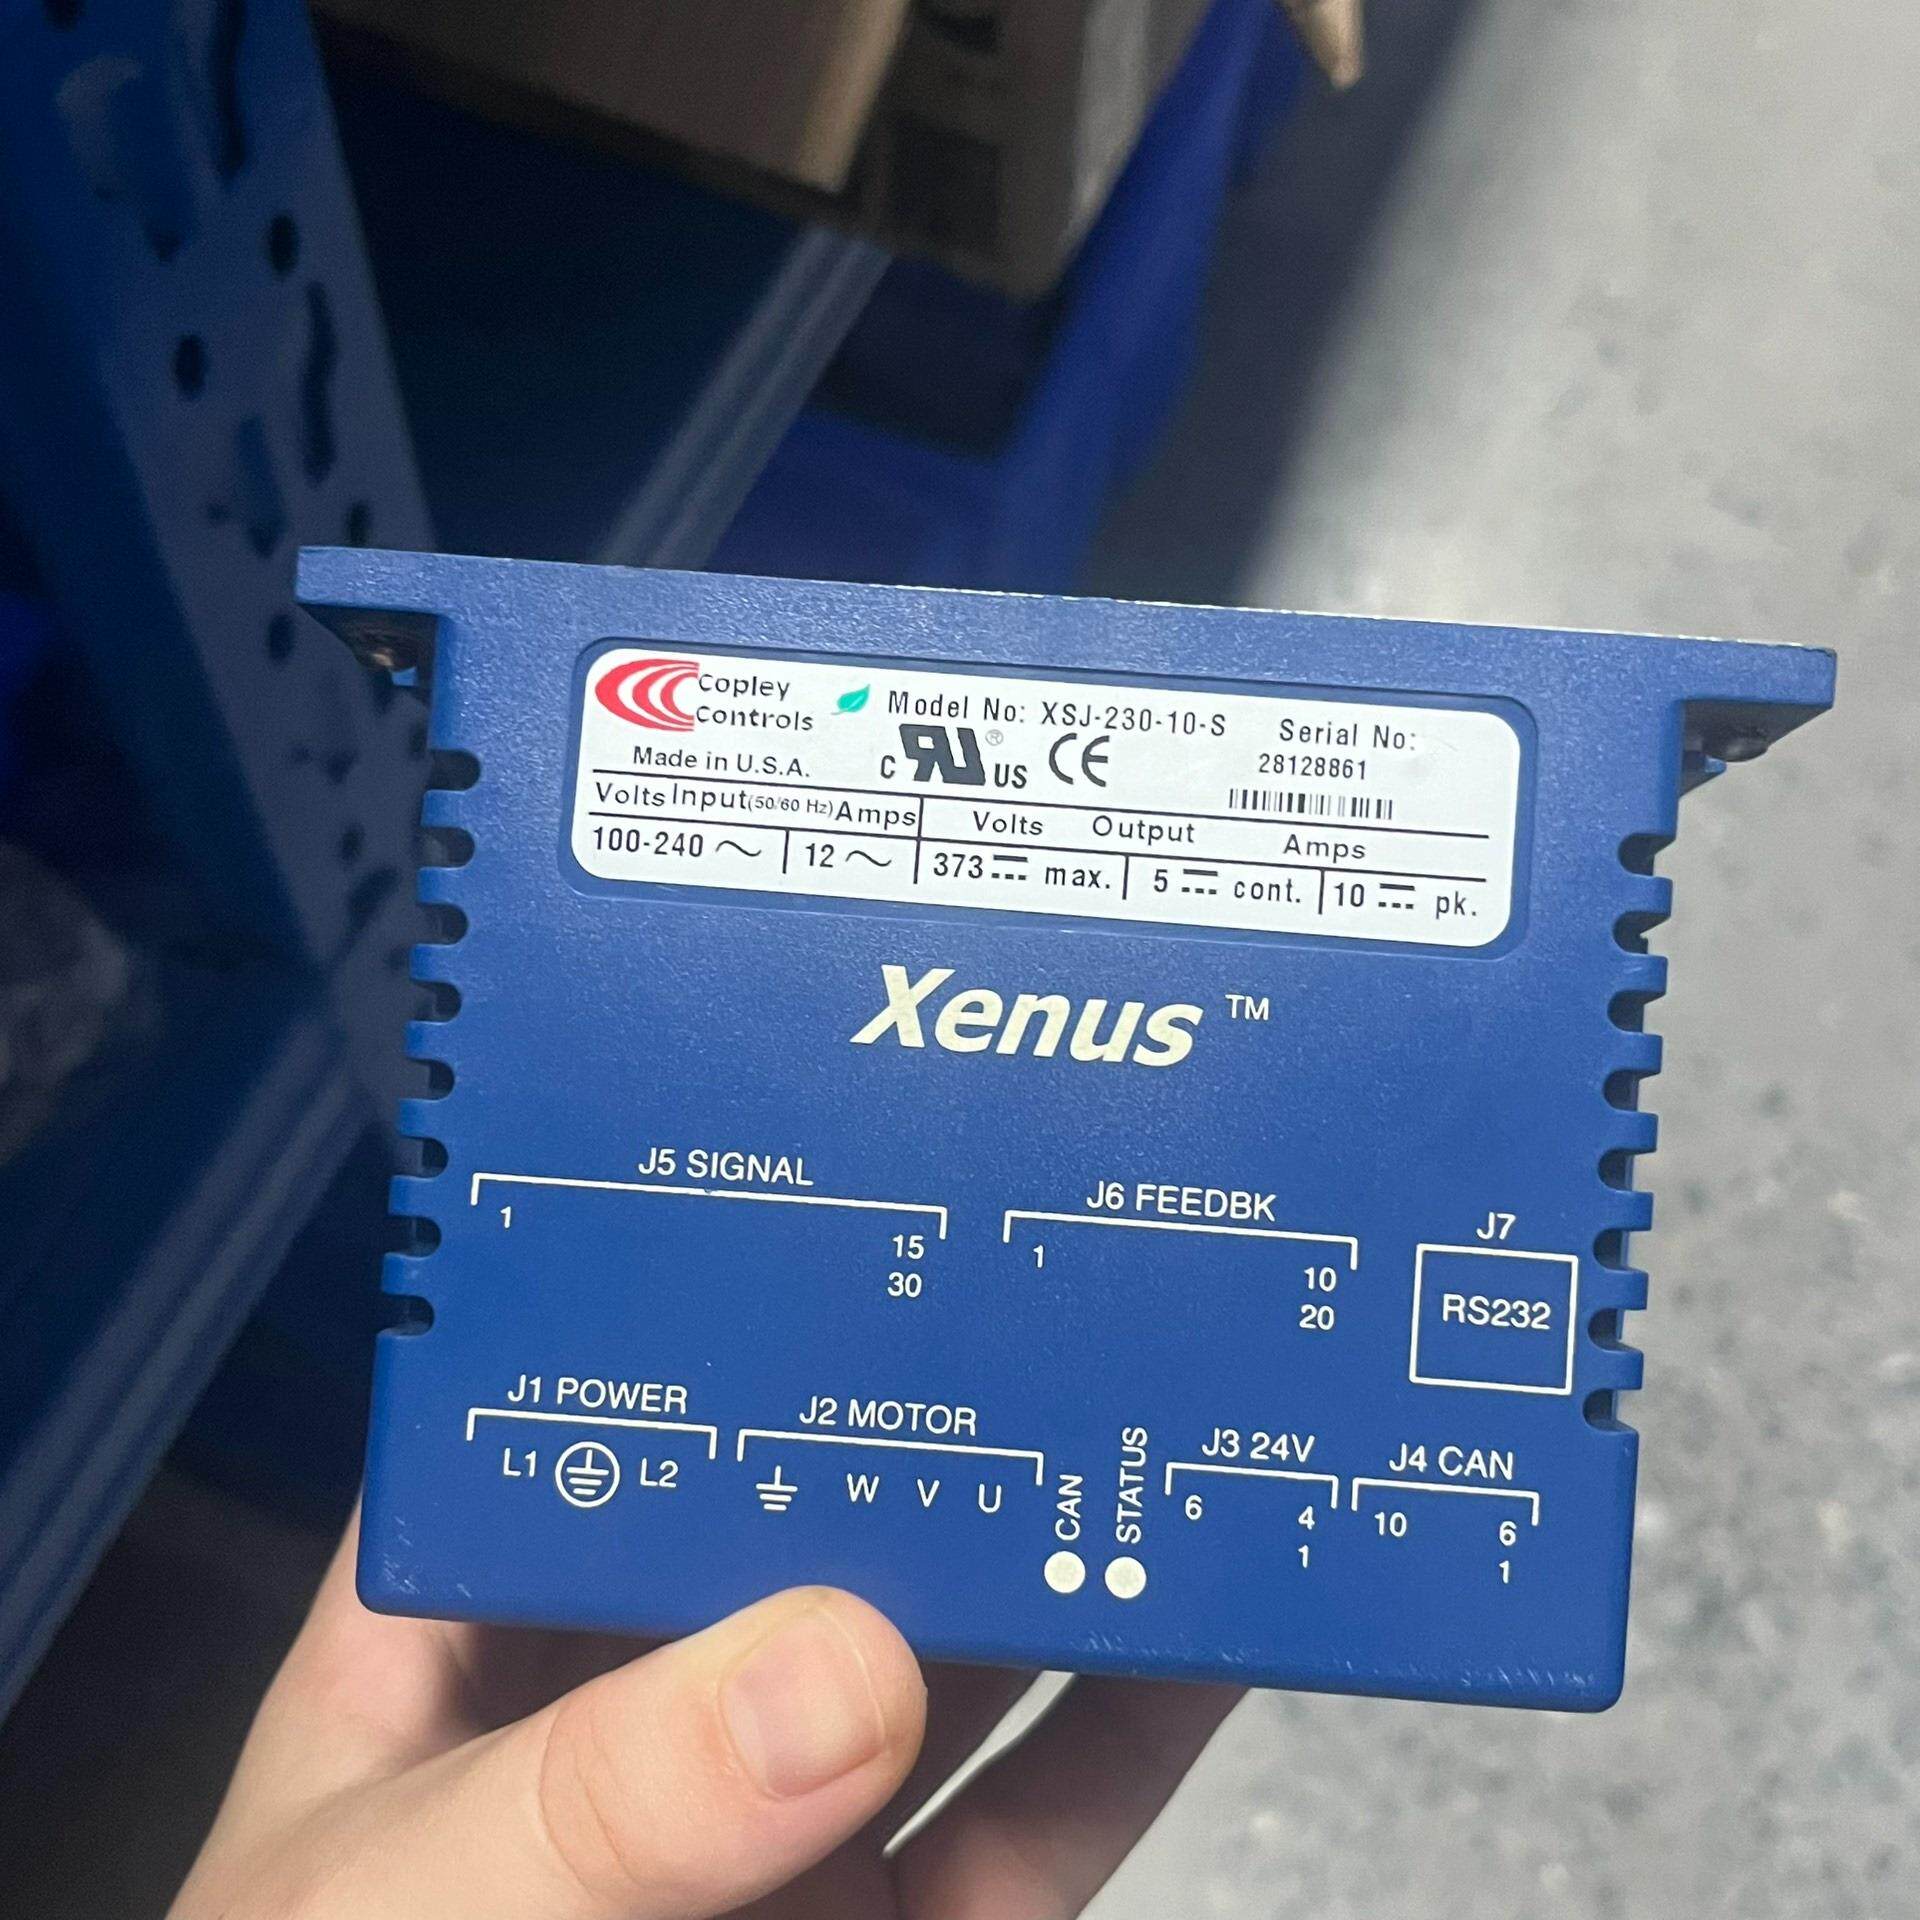 Copley
Controls
Model No: XSJ-230-10-S
Serial No:
28128861
Made in U.S.A.
c RU ® US CE
Volts Input(50/60 Hz) Amps
Volts Output Amps
100-240 12 373 max. 5 cont. 10 pk.
Xenus ™
J5 SIGNAL
1 15
30
J6 FEEDBK
1 10
20
J7
RS232
J1 POWER
L1 L2
J2 MOTOR
W V U
CAN
STATUS
J3 24V
6 4
1
J4 CAN
10 6
1